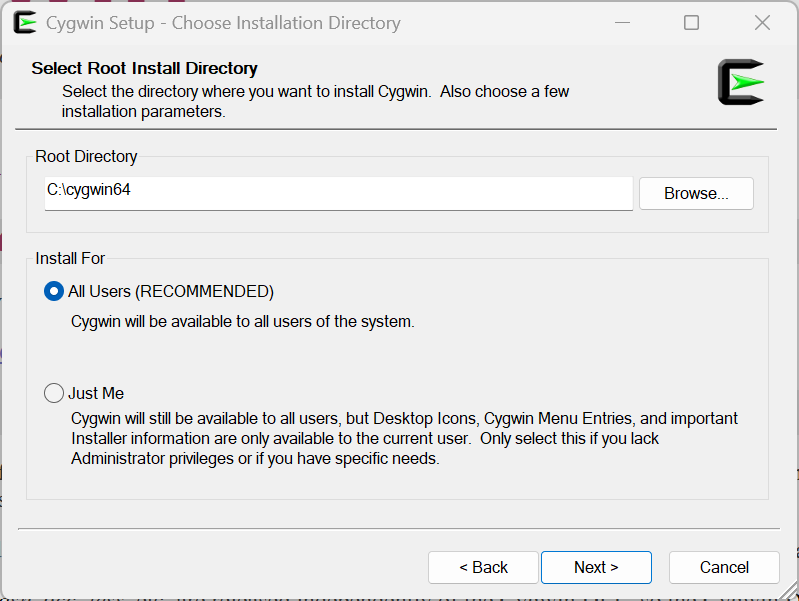 Cygwin Setup - Choose Installation Directory
Select Root Install Directory
Select the directory where you want to install Cygwin.  Also choose a few
installation parameters.
Root Directory
C:\cygwin64
Browse...
Install For
All Users (RECOMMENDED)
Cygwin will be available to all users of the system.
Just Me
Cygwin will still be available to all users, but Desktop Icons, Cygwin Menu Entries, and important
Installer information are only available to the current user.  Only select this if you lack
Administrator privileges or if you have specific needs.
< Back
Next >
Cancel